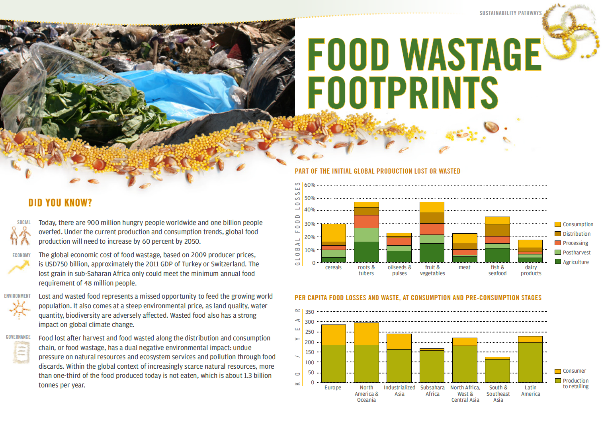 SUSTAINABILITY PATHWAYS
FOOD WASTAGE
FOOTPRINTS
DID YOU KNOW?
SOCIAL
Today, there are 900 million hungry people worldwide and one billion people
overfed. Under the current production and consumption trends, global food
production will need to increase by 60 percent by 2050.
ECONOMY
The global economic cost of food wastage, based on 2009 producer prices,
is USD750 billion, approximately the 2011 GDP of Turkey or Switzerland. The
lost grain in sub-Saharan Africa only could meet the minimum annual food
requirement of 48 million people.
ENVIRONMENT
Lost and wasted food represents a missed opportunity to feed the growing world
population. It also comes at a steep environmental price, as land quality, water
quantity, biodiversity are adversely affected. Wasted food also has a strong
impact on global climate change.
GOVERNANCE
Food lost after harvest and food wasted along the distribution and consumption
chain, or food wastage, has a dual negative environmental impact: undue
pressure on natural resources and ecosystem services and pollution through food
discards. Within the global context of increasingly scarce natural resources, more
than one-third of the food produced today is not eaten, which is about 1.3 billion
tonnes per year.
PART OF THE INITIAL GLOBAL PRODUCTION LOST OR WASTED
GLOBAL FOOD LOSSES
60%
50%
40%
30%
20%
10%
0
cereals
roots &
tubers
oilseeds &
pulses
fruit &
vegetables
meat
fish &
seafood
dairy
products
Consumption
Distribution
Processing
Postharvest
Agriculture
PER CAPITA FOOD LOSSES AND WASTE, AT CONSUMPTION AND PRE-CONSUMPTION STAGES
350
300
250
200
150
100
50
0
Europe
North
America &
Oceania
Industrialized
Asia
Subsahara
Africa
North Africa,
West &
Central Asia
South &
Southeast
Asia
Latin
America
Consumer
Production
to retailing